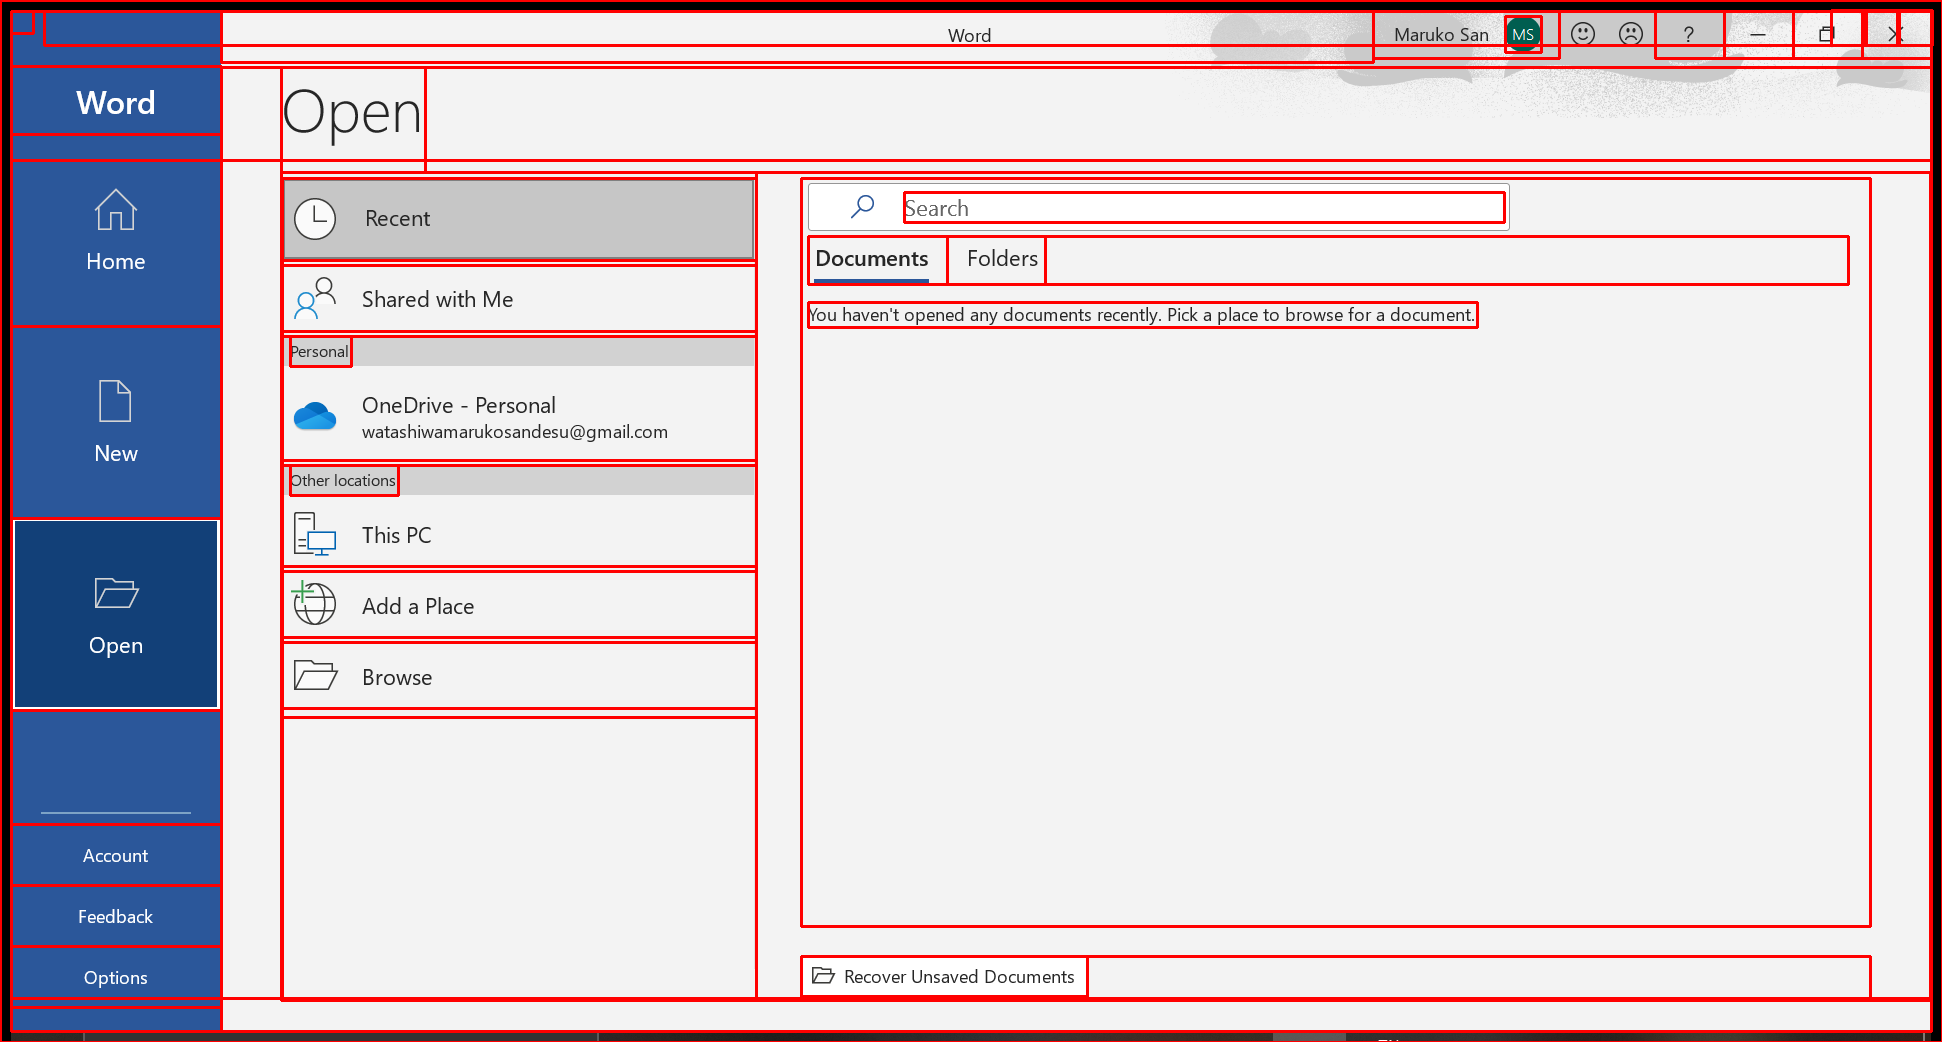 Word
Maruko San
MS
?
Word
Open
Home
New
Open
Account
Feedback
Options
Recent
Shared with Me
Personal
OneDrive - Personal
watashiwamarukosandesu@gmail.com
Other locations
This PC
Add a Place
Browse
Search
Documents Folders
You haven't opened any documents recently. Pick a place to browse for a document.
Recover Unsaved Documents